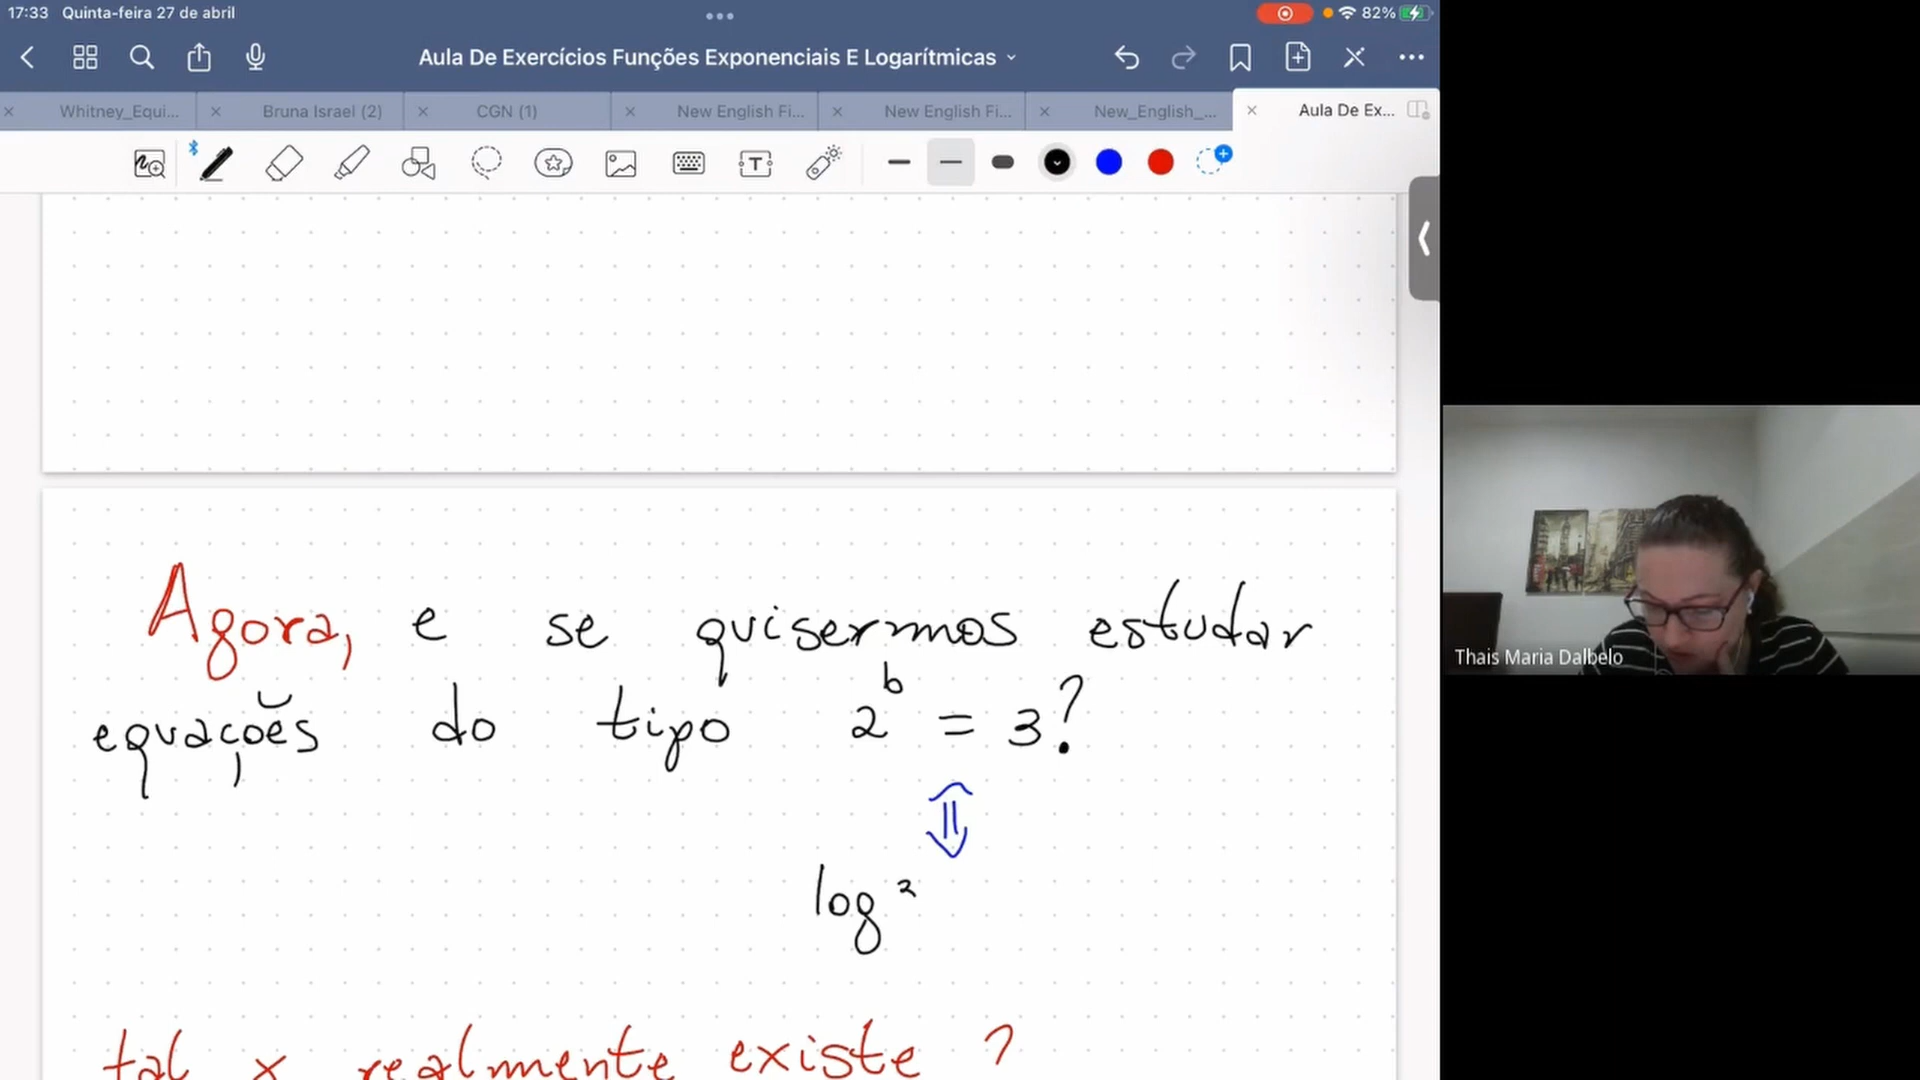 17:33 Quinta-feira 27 de abril
82%
Aula De Exercícios Funções Exponenciais E Logarítmicas
Whitney_Equi...
Bruna Israel (2)
CGN (1)
New English Fi...
New English Fi...
New_English_...
Aula De Ex...
T
Agora, e se quisermos estudar
equações do tipo 2^b = 3?
⇕
log 2
tal x realmente existe ?
Thais Maria Dalbelo